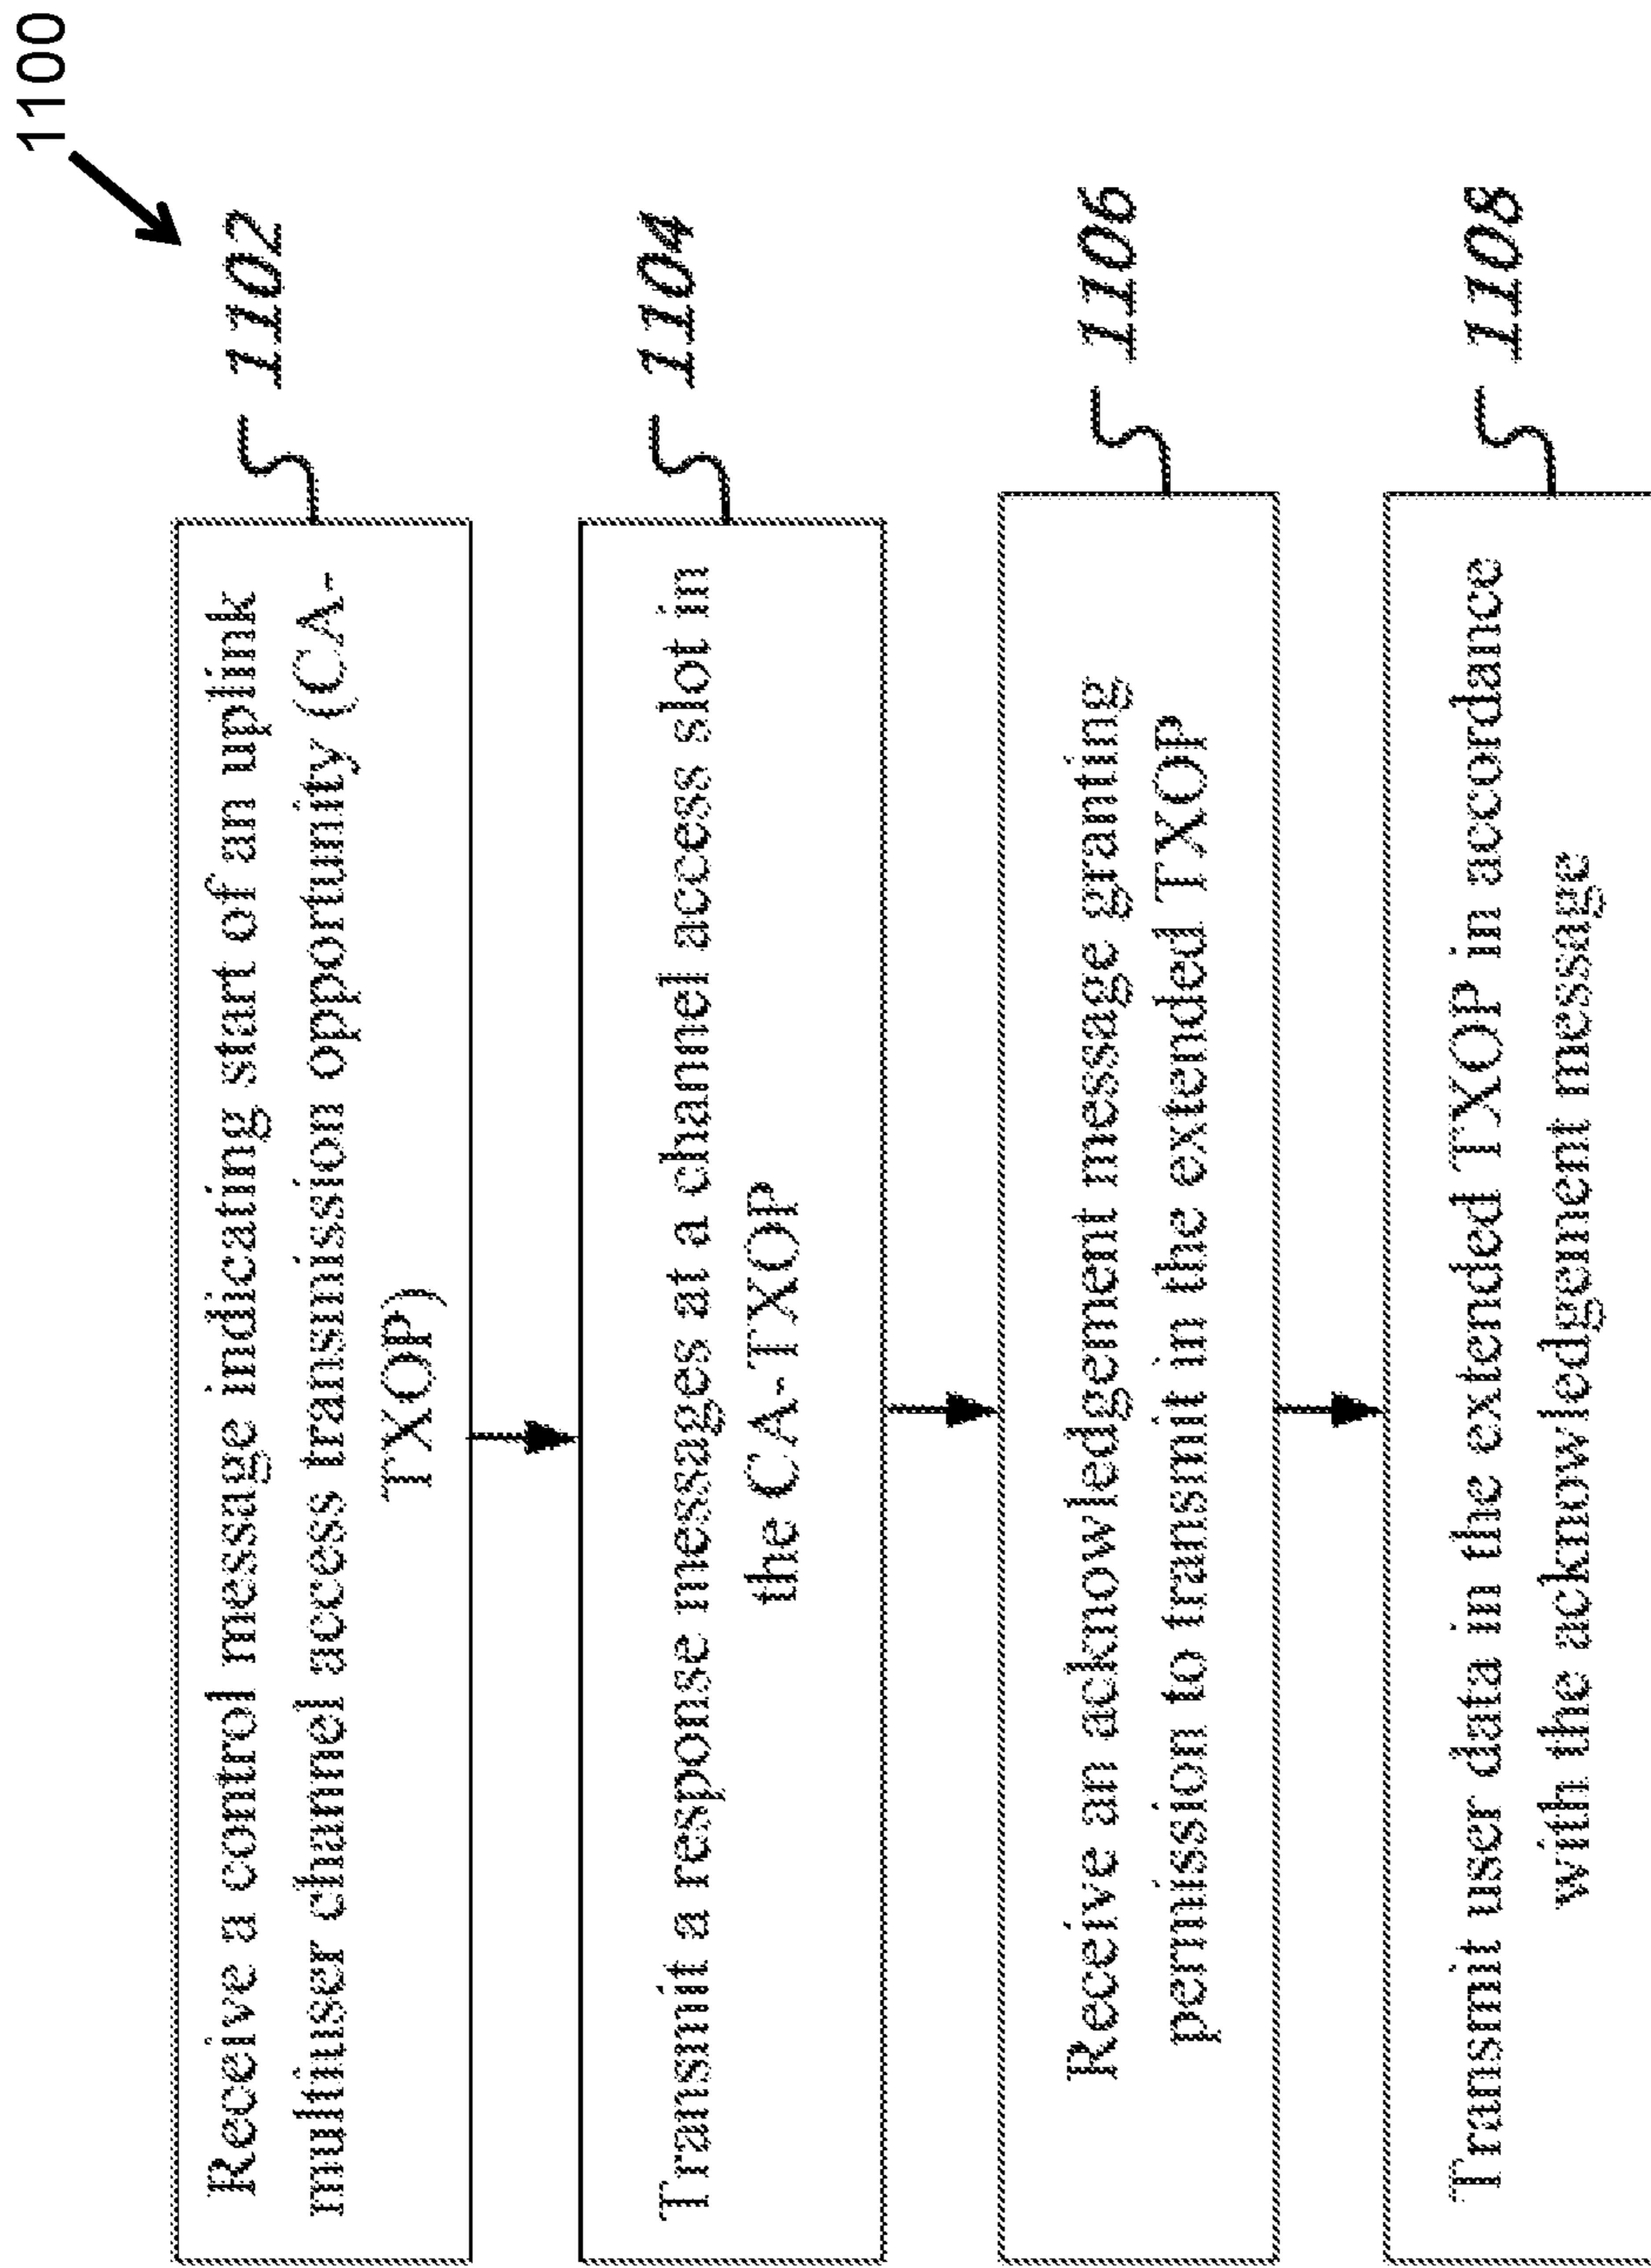 1100
Receive a control message indicating start of an uplink
multiuser channel access transmission opportunity (CA-
TXOP)
1102
Transmit a response messages at a channel access slot in
the CA-TXOP
1104
Receive an acknowledgement message granting
permission to transmit in the extended TXOP
1106
Transmit user data in the extended TXOP in accordance
with the acknowledgement message
1108